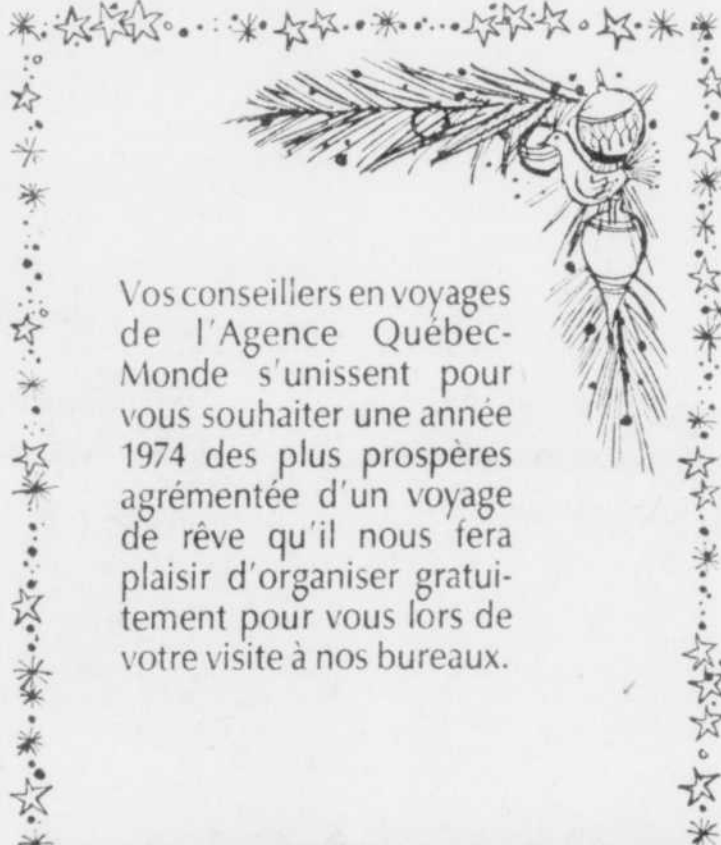 Vos conseillers en voyages
de l'Agence Québec-
Monde s'unissent pour
vous souhaiter une année
1974 des plus prospères
agrémentée d'un voyage
de rêve qu'il nous fera
plaisir d'organiser gratui-
tement pour vous lors de
votre visite à nos bureaux.